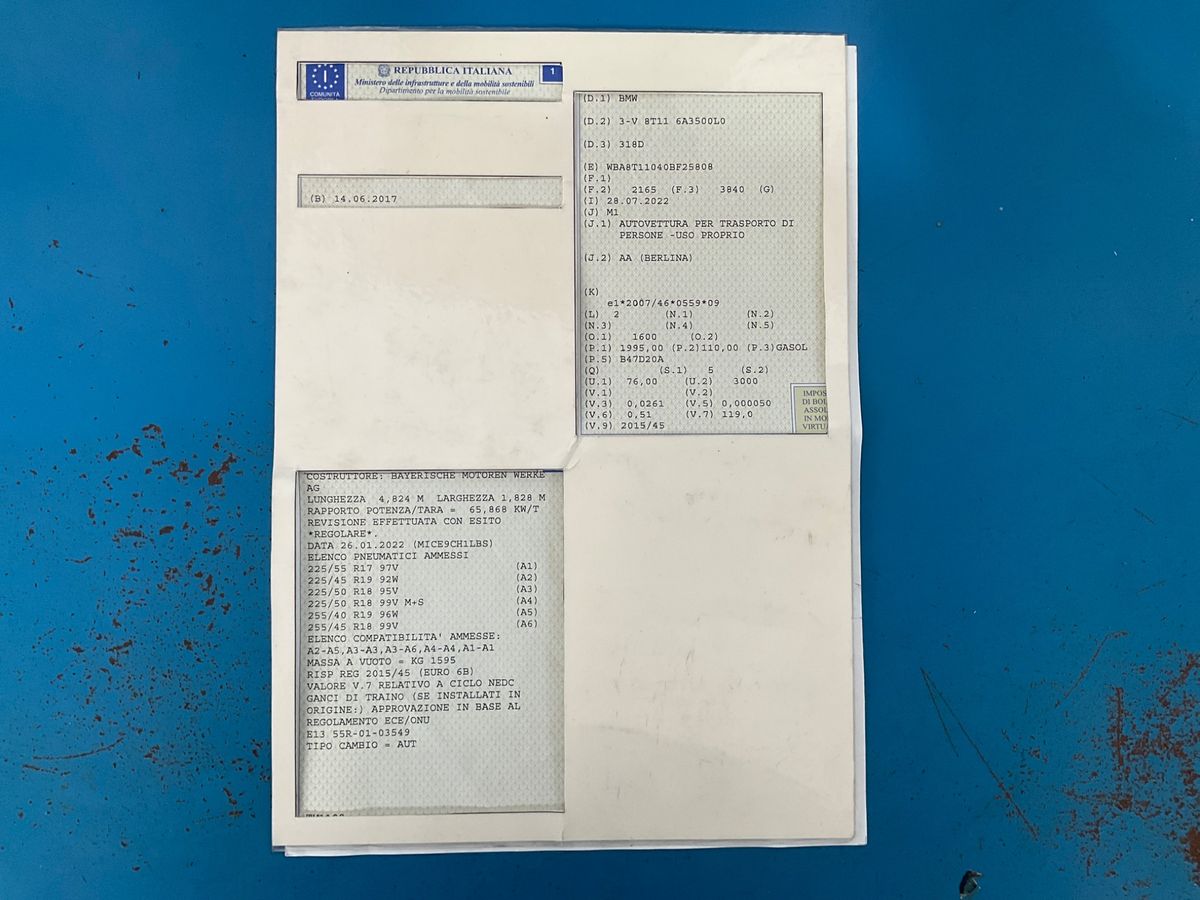 COMUNITÀ
REPUBBLICA ITALIANA
Ministero delle infrastrutture e della mobilità sostenibili
Dipartimento per la mobilità sostenibile
1
(B) 14.06.2017
(D.1) BMW
(D.2) 3-V 8T11 6A3500L0
(D.3) 318D
(E) WBA8T11040BF25808
(F.1)
(F.2) 2165 (F.3) 3840 (G)
(I) 28.07.2022
(J) M1
(J.1) AUTOVETTURA PER TRASPORTO DI
PERSONE -USO PROPRIO
(J.2) AA (BERLINA)
(K)
e1*2007/46*0559*09
(L) 2 (N.1) (N.2)
(N.3) (N.4) (N.5)
(O.1) 1600 (O.2)
(P.1) 1995,00 (P.2)110,00 (P.3)GASOL
(P.5) B47D20A
(Q) (S.1) 5 (S.2)
(U.1) 76,00 (U.2) 3000
(V.1) (V.2)
(V.3) 0,0261 (V.5) 0,000050
(V.6) 0,51 (V.7) 119,0
(V.9) 2015/45
IMPOS
DI BOL
ASSOL
IN MO
VIRTUA
COSTRUTTORE: BAYERISCHE MOTOREN WERKE
AG
LUNGHEZZA 4,824 M LARGHEZZA 1,828 M
RAPPORTO POTENZA/TARA = 65,868 KW/T
REVISIONE EFFETTUATA CON ESITO
*REGOLARE*.
DATA 26.01.2022 (MICE9CH1LBS)
ELENCO PNEUMATICI AMMESSI
225/55 R17 97V (A1)
225/45 R19 92W (A2)
225/50 R18 95V (A3)
225/50 R18 99V M+S (A4)
255/40 R19 96W (A5)
255/45 R18 99V (A6)
ELENCO COMPATIBILITA' AMMESSE:
A2-A5,A3-A3,A3-A6,A4-A4,A1-A1
MASSA A VUOTO = KG 1595
RISP REG 2015/45 (EURO 6B)
VALORE V.7 RELATIVO A CICLO NEDC
GANCI DI TRAINO (SE INSTALLATI IN
ORIGINE:) APPROVAZIONE IN BASE AL
REGOLAMENTO ECE/ONU
E13 55R-01-03549
TIPO CAMBIO = AUT